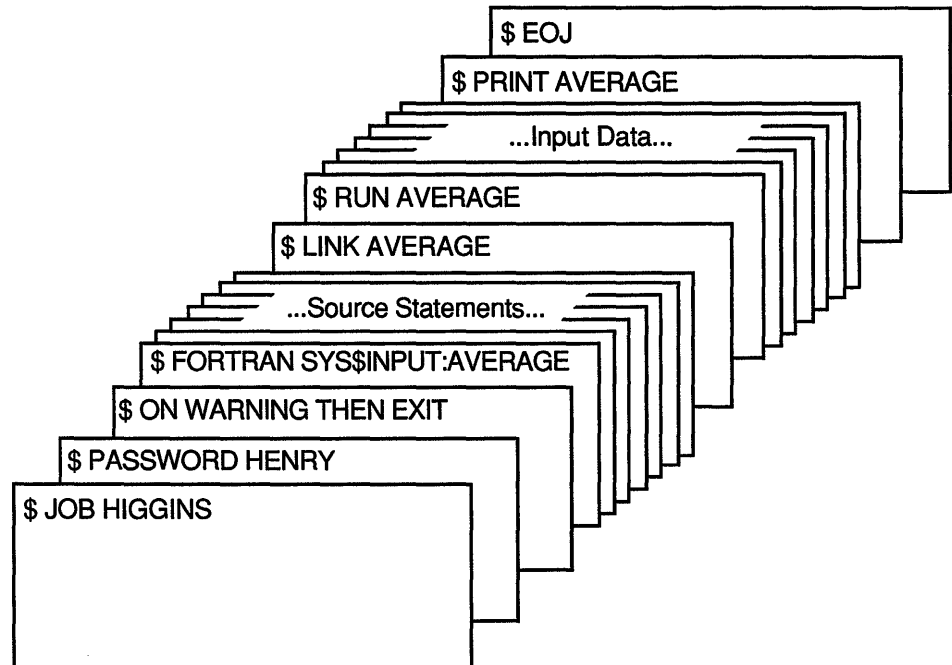 $ EOJ
$ PRINT AVERAGE
...Input Data...
$ RUN AVERAGE
$ LINK AVERAGE
...Source Statements...
$ FORTRAN SYS$INPUT:AVERAGE
$ ON WARNING THEN EXIT
$ PASSWORD HENRY
$ JOB HIGGINS